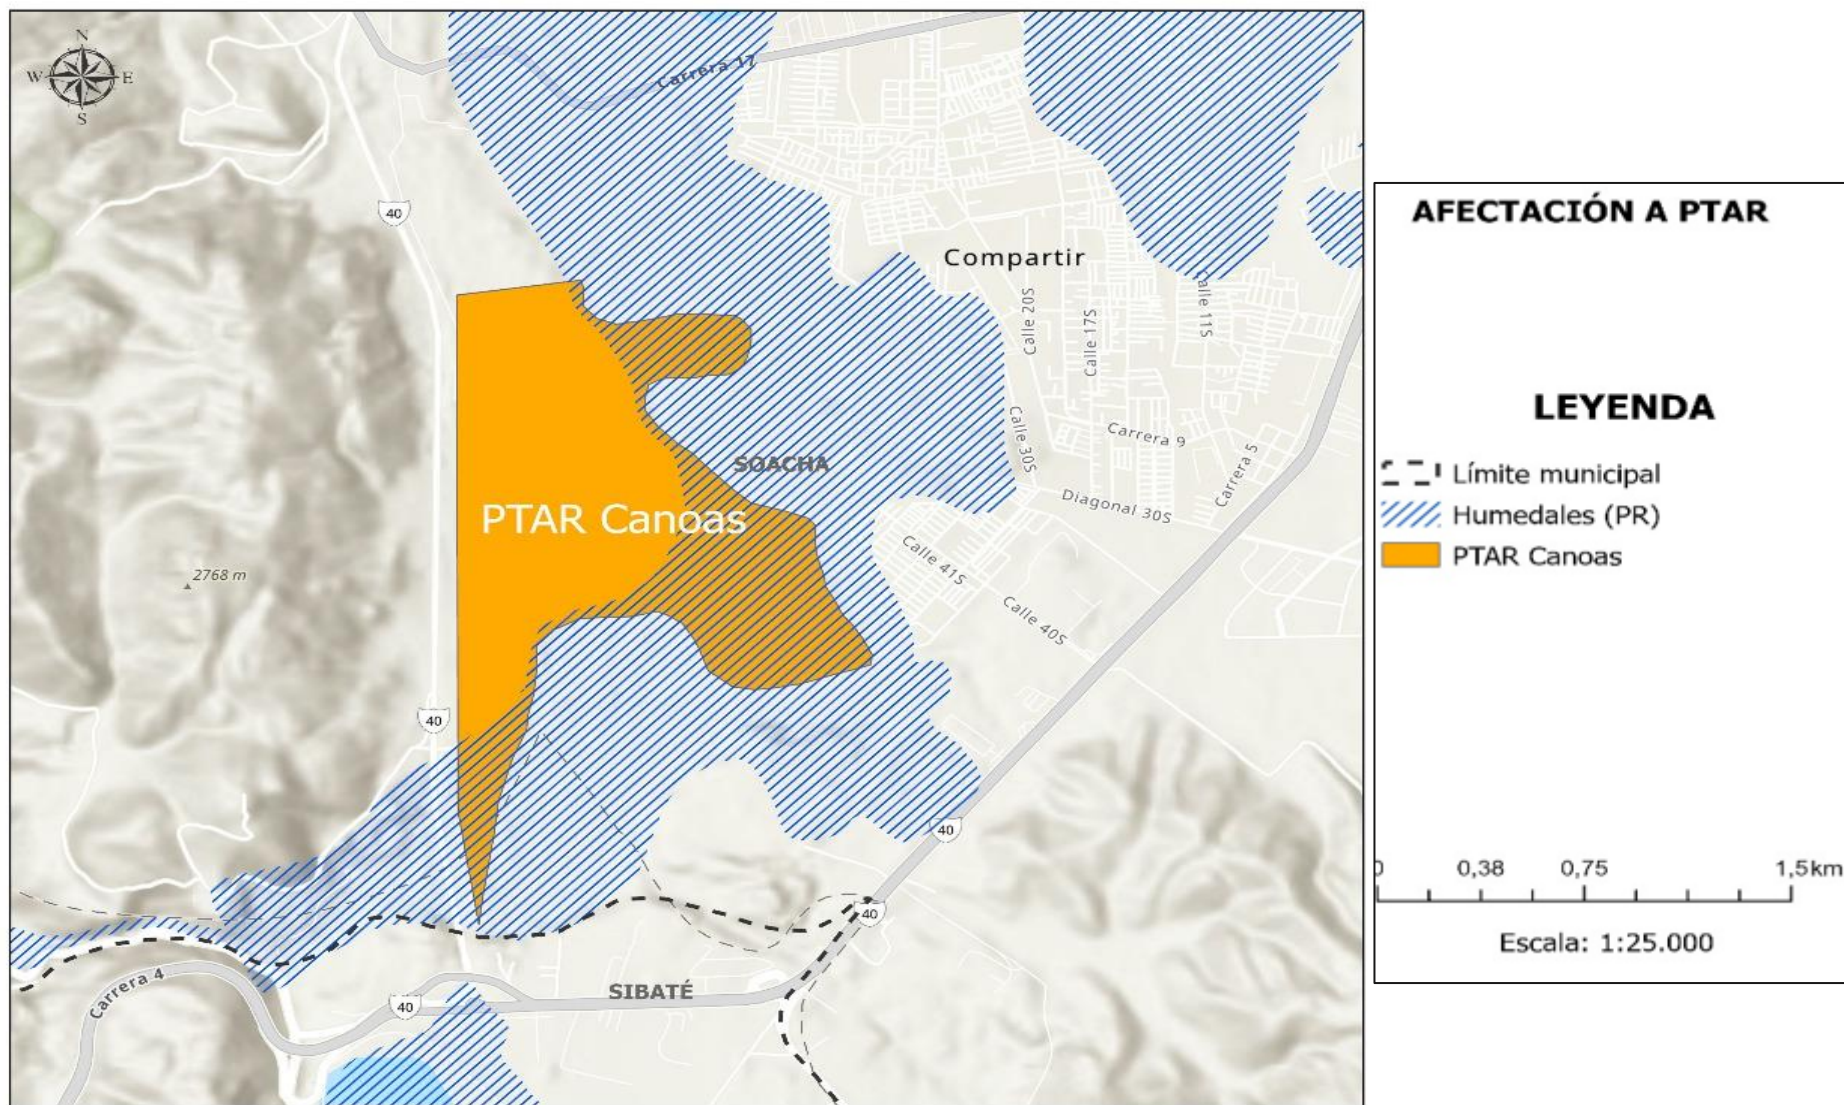 N
W E
S
Carrera 17
40
Compartir
Calle 20S
Calle 17S
Calle 11S
Calle 30S
Carrera 9
Carrera 5
SOACHA
PTAR Canoas
Diagonal 30S
Calle 41S
Calle 40S
2768 m
40
40
40
Carrera 4
40
SIBATÉ
AFECTACIÓN A PTAR
LEYENDA
Límite municipal
Humedales (PR)
PTAR Canoas
0 0,38 0,75 1,5km
Escala: 1:25.000